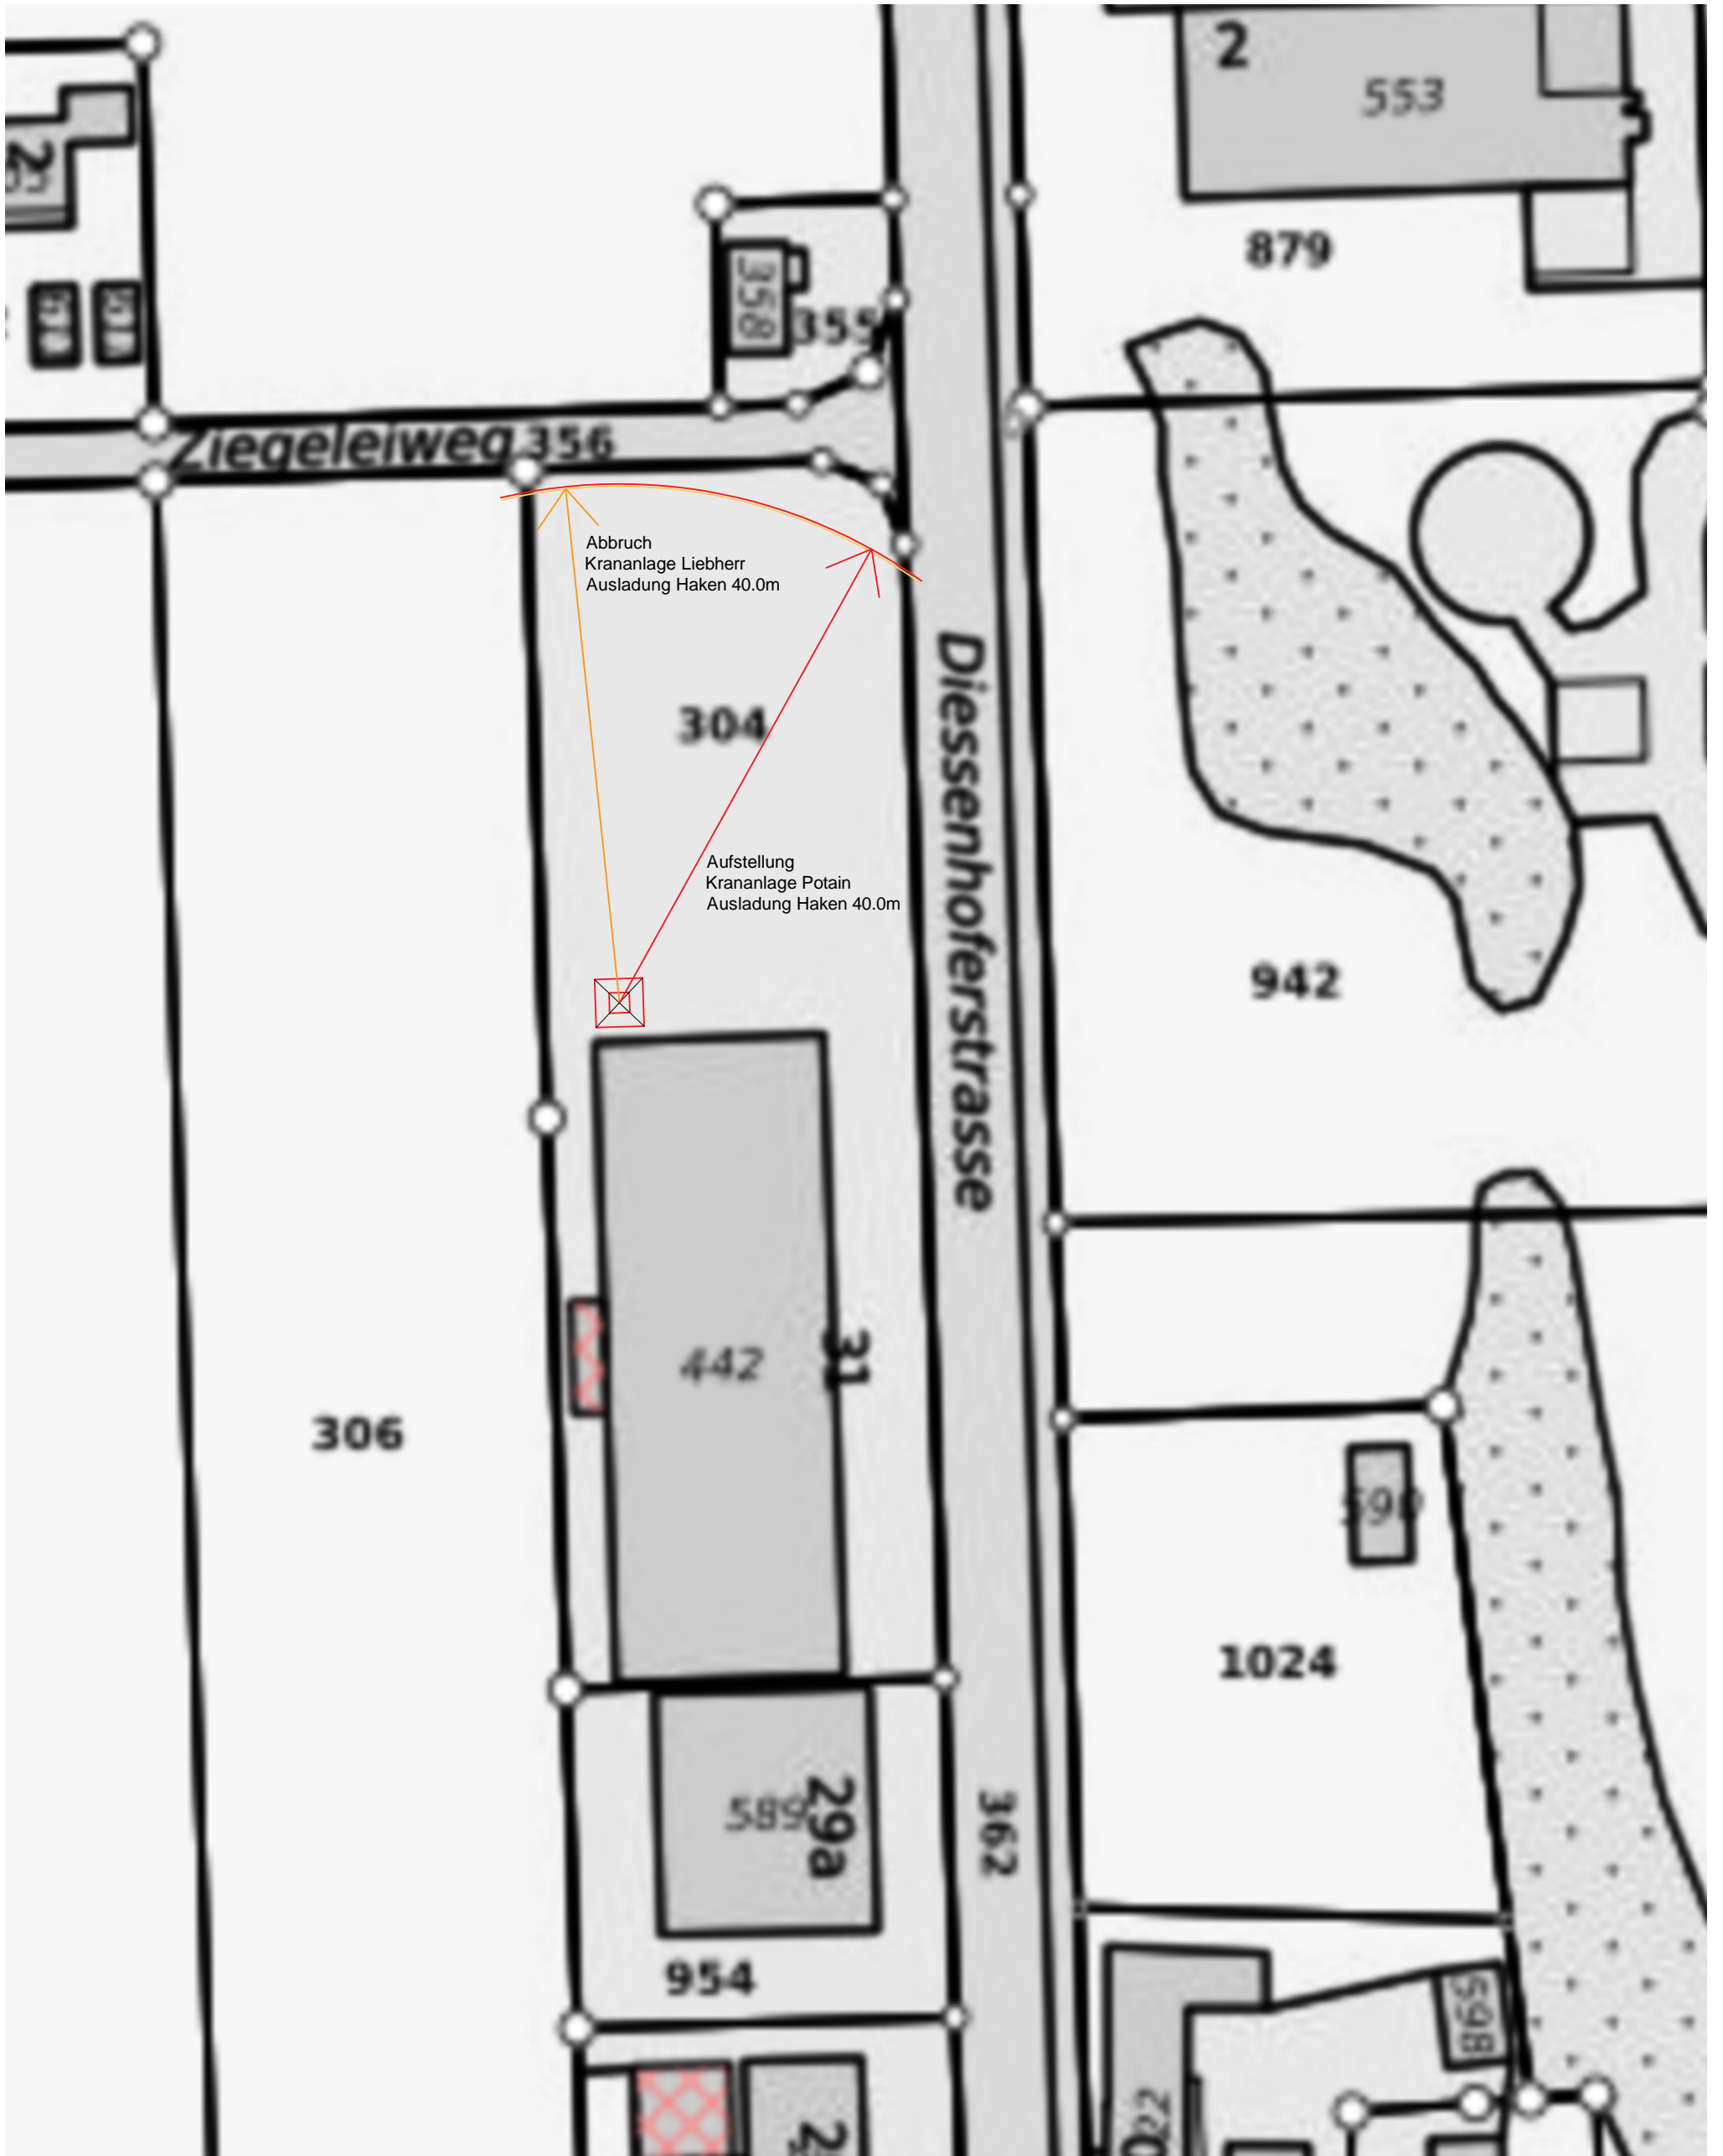 2
553
879
358
355
Ziegeleiweg 356
Abbruch
Krananlage Liebherr
Ausladung Haken 40.0m
304
Diessenhoferstrasse
Aufstellung
Krananlage Potain
Ausladung Haken 40.0m
942
442
31
306
590
1024
589
29a
362
954
598